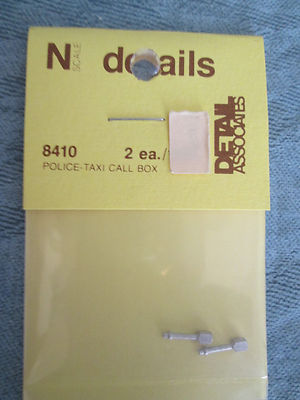 N SCALE details
8410 2 ea./
POLICE-TAXI CALL BOX
DETAIL
ASSOCIATES